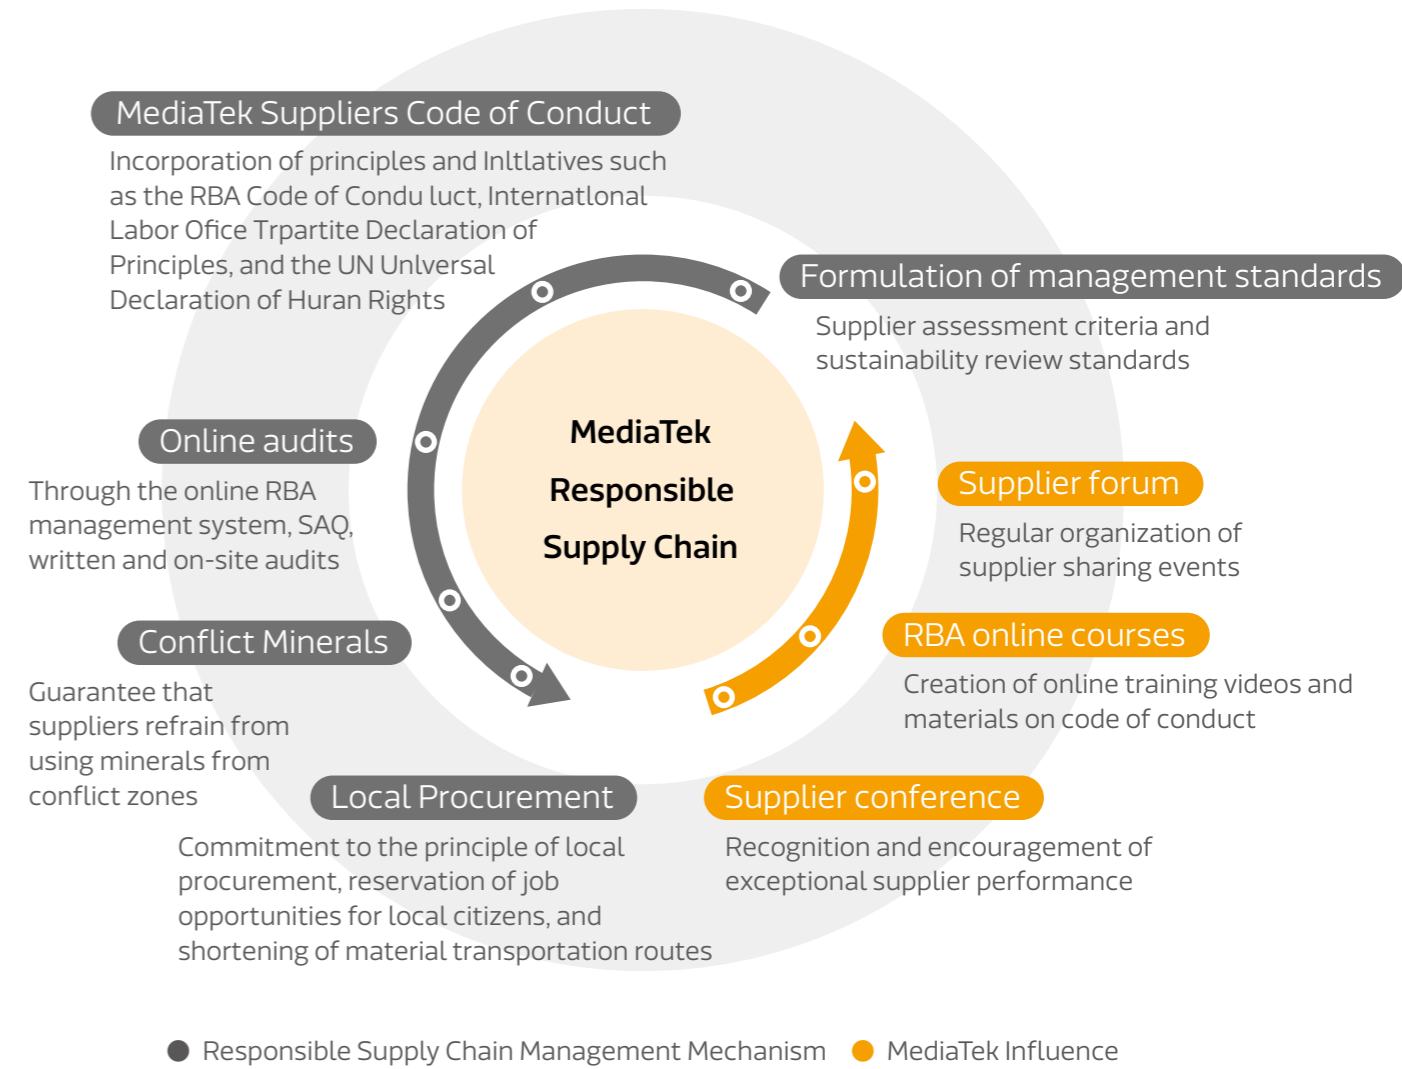 MediaTek Suppliers Code of Conduct
Incorporation of principles and Inltlatives such
as the RBA Code of Condu luct, Internatlonal
Labor Ofice Trpartite Declaration of
Principles, and the UN Unlversal
Declaration of Huran Rights
Formulation of management standards
Supplier assessment criteria and
sustainability review standards
MediaTek
Responsible
Supply Chain
Online audits
Through the online RBA
management system, SAQ,
written and on-site audits
Supplier forum
Regular organization of
supplier sharing events
Conflict Minerals
Guarantee that
suppliers refrain from
using minerals from
conflict zones
RBA online courses
Creation of online training videos and
materials on code of conduct
Local Procurement
Commitment to the principle of local
procurement, reservation of job
opportunities for local citizens, and
shortening of material transportation routes
Supplier conference
Recognition and encouragement of
exceptional supplier performance
Responsible Supply Chain Management Mechanism
MediaTek Influence